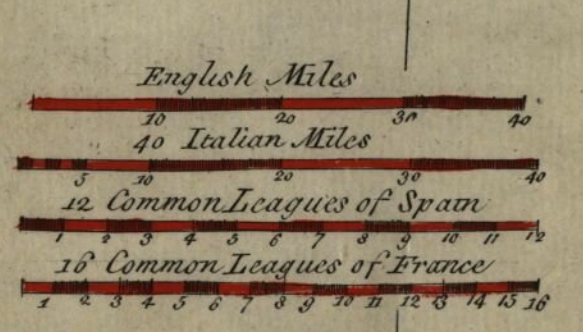 English Miles
10 20 30 40
40 Italian Miles
5 10 20 30 40
12 Common Leagues of Spain
1 2 3 4 5 6 7 8 9 10 11 12
16 Common Leagues of France
1 2 3 4 5 6 7 8 9 10 11 12 13 14 15 16